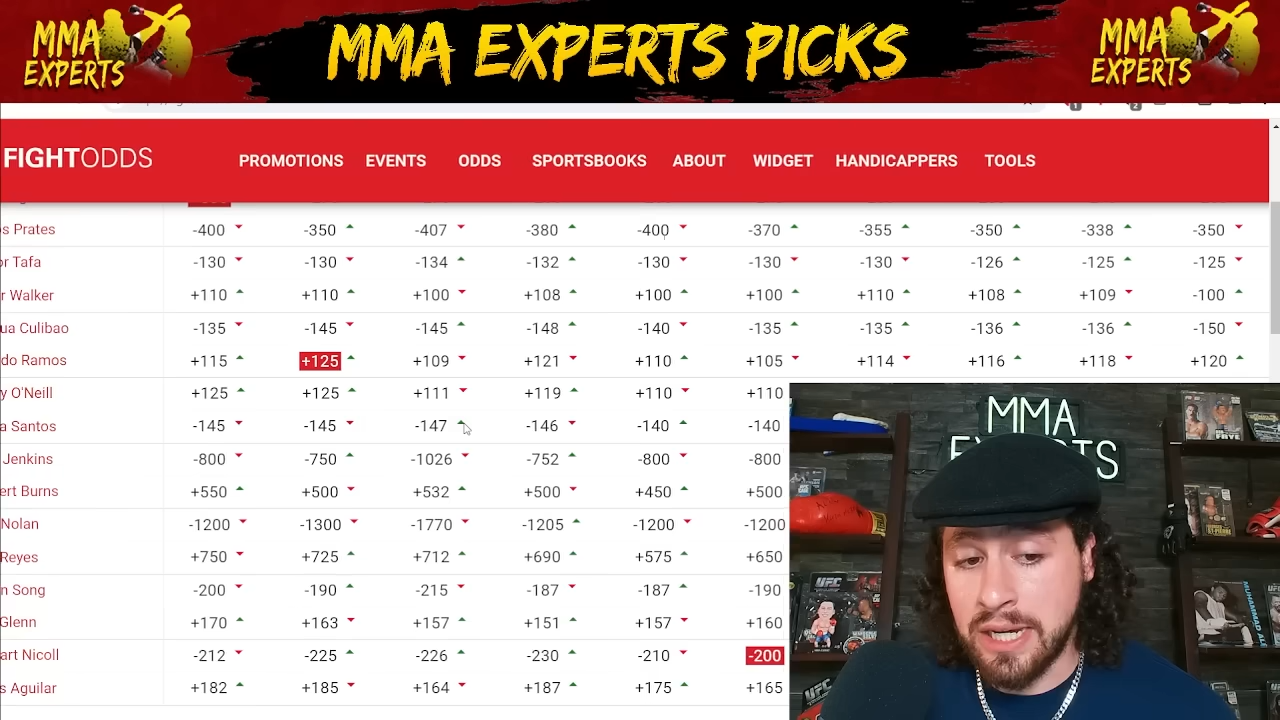 MMA
EXPERTS
MMA EXPERTS PICKS
MMA
EXPERTS
FIGHTODDS
PROMOTIONS EVENTS ODDS SPORTSBOOKS ABOUT WIDGET HANDICAPPERS TOOLS
1 2
s Prates -400 -350 -407 -380 -400 -370 -355 -350 -338 -350
r Tafa -130 -130 -134 -132 -130 -130 -130 -126 -125 -125
r Walker +110 +110 +100 +108 +100 +100 +110 +108 +109 -100
ua Culibao -135 -145 -145 -148 -140 -135 -135 -136 -136 -150
do Ramos +115 +125 +109 +121 +110 +105 +114 +116 +118 +120
y O'Neill +125 +125 +111 +119 +110 +110
a Santos -145 -145 -147 -146 -140 -140
Jenkins -800 -750 -1026 -752 -800 -800
ert Burns +550 +500 +532 +500 +450 +500
Nolan -1200 -1300 -1770 -1205 -1200 -1200
Reyes +750 +725 +712 +690 +575 +650
n Song -200 -190 -215 -187 -187 -190
Glenn +170 +163 +157 +151 +157 +160
art Nicoll -212 -225 -226 -230 -210 -200
s Aguilar +182 +185 +164 +187 +175 +165
MMA
EXPERTS
FRYE
UFC
MUHAMMAD AL
UFC